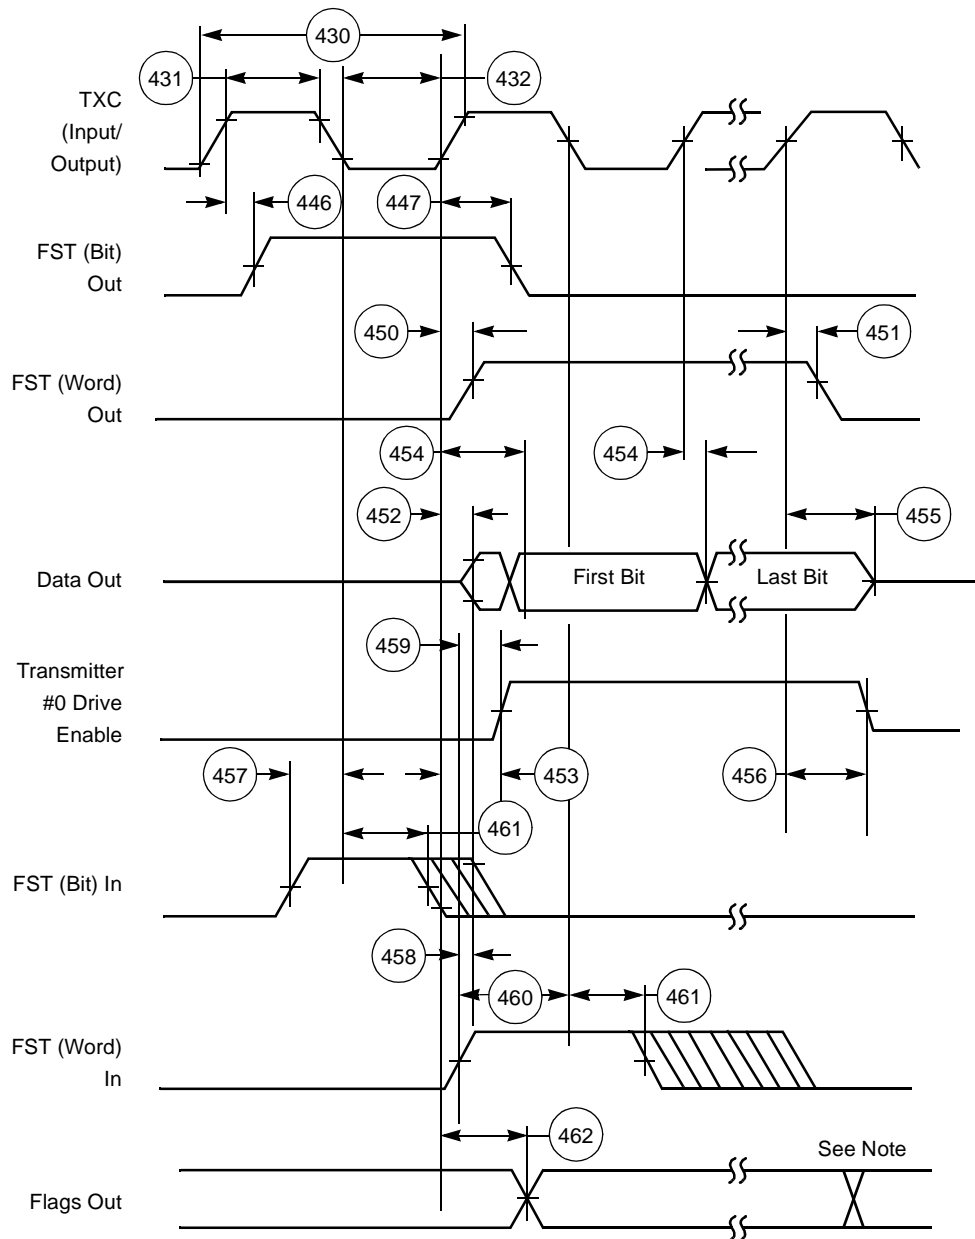 430
431
432
TXC
(Input/
Output)
446
447
FST (Bit)
Out
450
451
FST (Word)
Out
454
454
452
455
Data Out
First Bit
Last Bit
459
Transmitter
#0 Drive
Enable
457
453
456
461
FST (Bit) In
458
460
461
FST (Word)
In
462
See Note
Flags Out